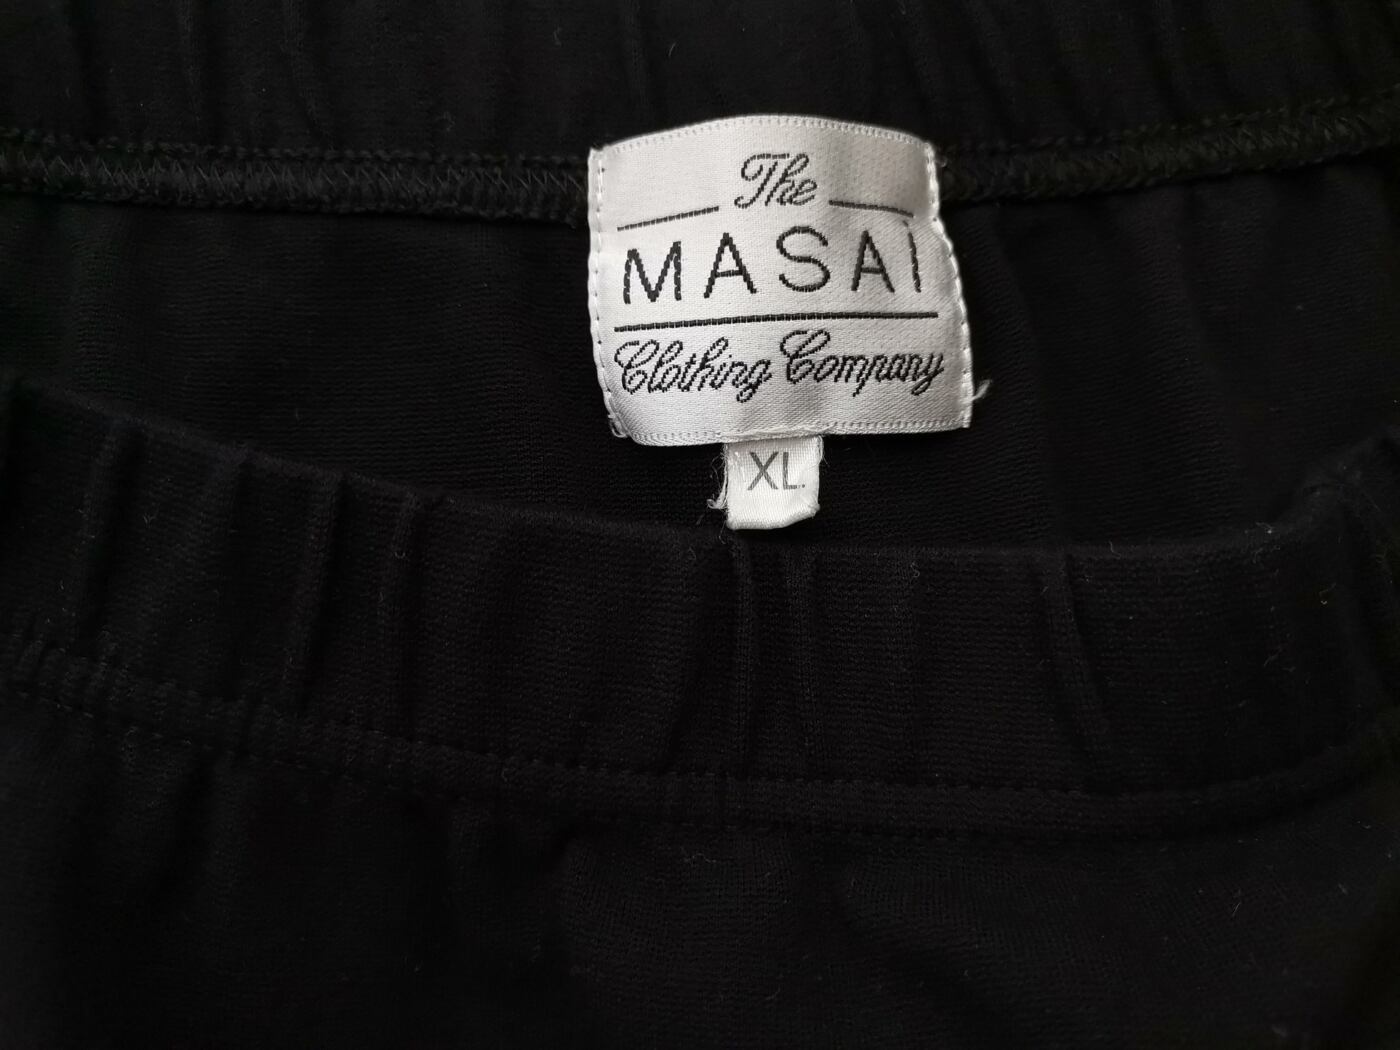 The
MASAI
Clothing Company
XL